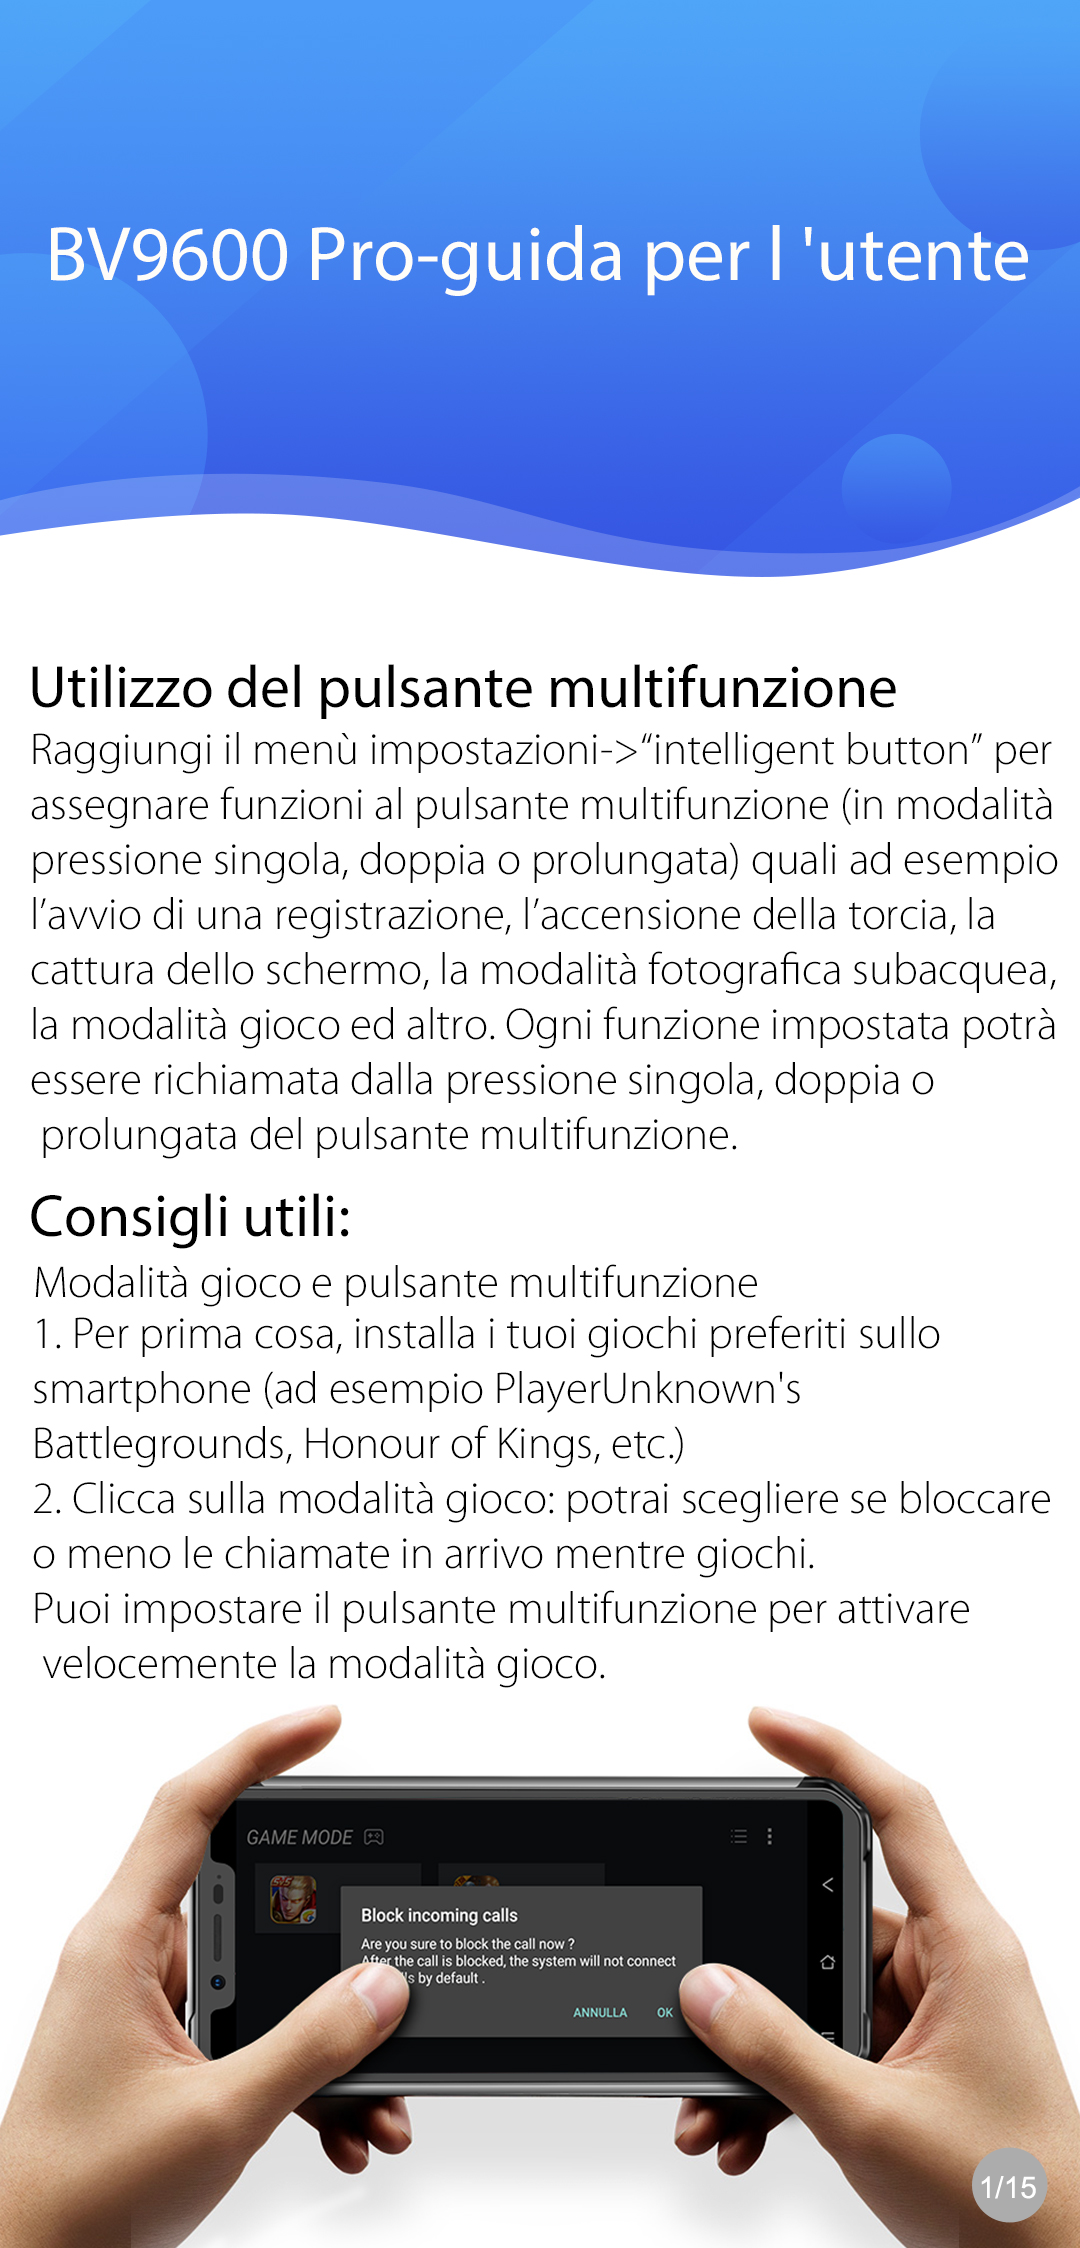 BV9600 Pro-guida per l 'utente
Utilizzo del pulsante multifunzione
Raggiungi il menù impostazioni->“intelligent button” per
assegnare funzioni al pulsante multifunzione (in modalità
pressione singola, doppia o prolungata) quali ad esempio
l’avvio di una registrazione, l’accensione della torcia, la
cattura dello schermo, la modalità fotografica subacquea,
la modalità gioco ed altro. Ogni funzione impostata potrà
essere richiamata dalla pressione singola, doppia o
prolungata del pulsante multifunzione.
Consigli utili:
Modalità gioco e pulsante multifunzione
1. Per prima cosa, installa i tuoi giochi preferiti sullo
smartphone (ad esempio PlayerUnknown's
Battlegrounds, Honour of Kings, etc.)
2. Clicca sulla modalità gioco: potrai scegliere se bloccare
o meno le chiamate in arrivo mentre giochi.
Puoi impostare il pulsante multifunzione per attivare
velocemente la modalità gioco.
GAME MODE
Block incoming calls
Are you sure to block the call now ?
After the call is blocked, the system will not connect
by default .
ANNULLA OK
1/15